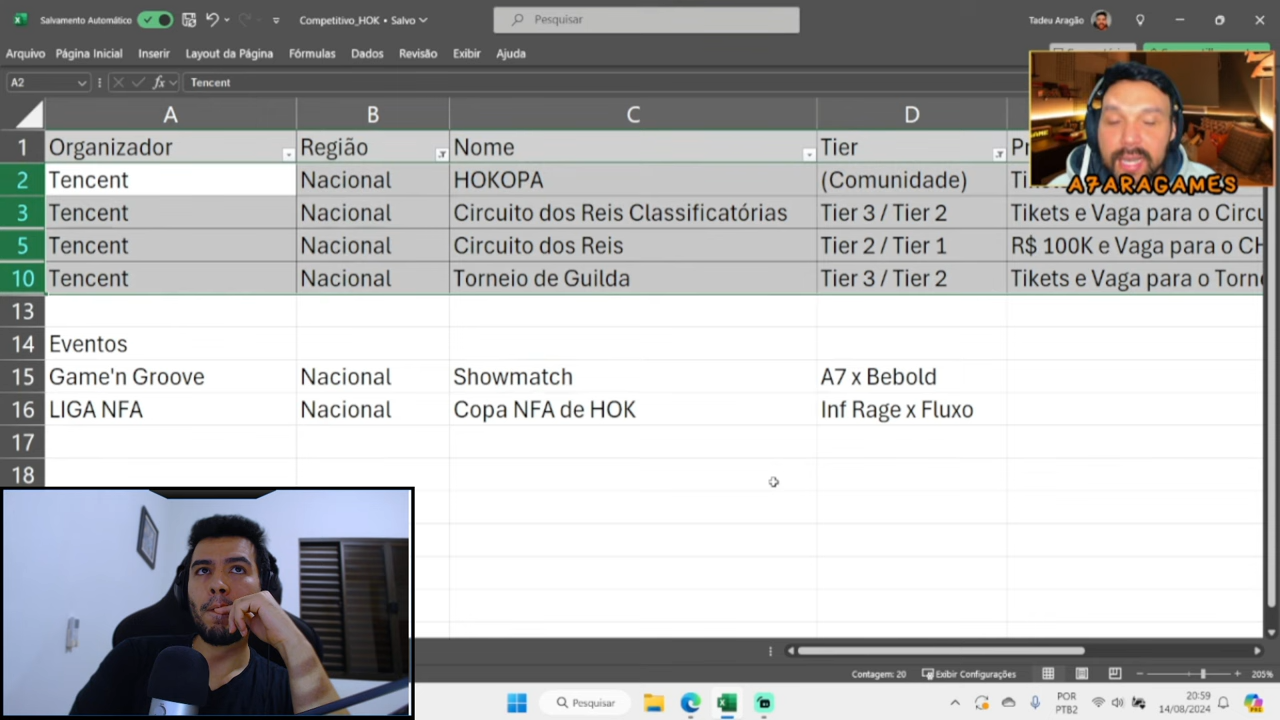 Salvamento Automático
Competitivo_HOK • Salvo
Pesquisar
Tadeu Aragão
Arquivo Página Inicial Inserir Layout da Página Fórmulas Dados Revisão Exibir Ajuda
A2 fx Tencent
A B C D
1 Organizador Região Nome Tier
2 Tencent Nacional HOKOPA (Comunidade)
3 Tencent Nacional Circuito dos Reis Classificatórias Tier 3 / Tier 2 Tikets e Vaga para o Circu
5 Tencent Nacional Circuito dos Reis Tier 2 / Tier 1 R$ 100K e Vaga para o CH
10 Tencent Nacional Torneio de Guilda Tier 3 / Tier 2 Tikets e Vaga para o Torne
13
14 Eventos
15 Game'n Groove Nacional Showmatch A7 x Bebold
16 LIGA NFA Nacional Copa NFA de HOK Inf Rage x Fluxo
17
18
A7ARAGAMES
Contagem: 20 Exibir Configurações 205%
Pesquisar
POR
PTB2
20:59
14/08/2024